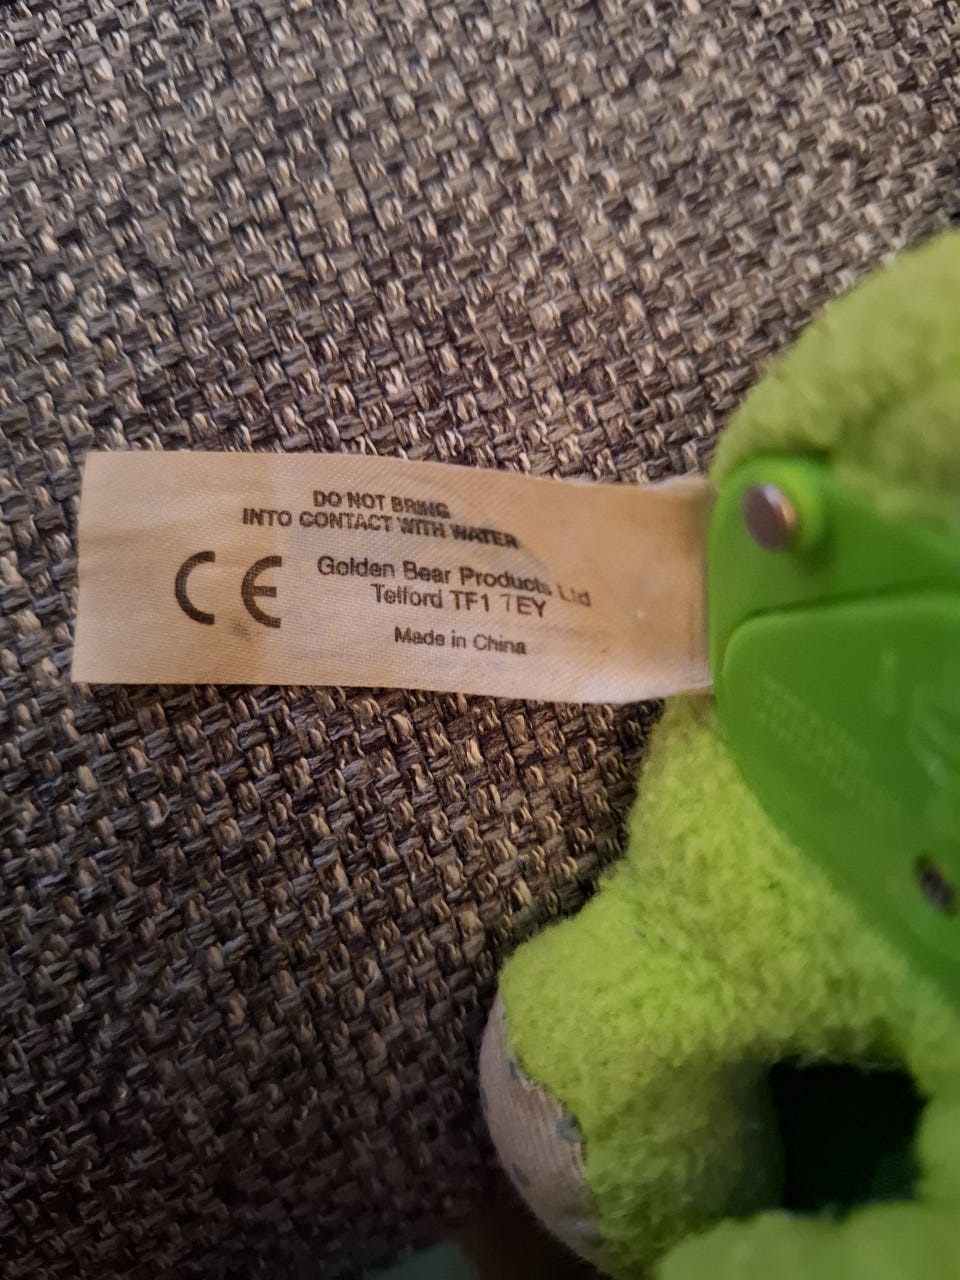 DO NOT BRING
INTO CONTACT WITH WATER
CE
Golden Bear Products Ltd
Telford TF1 7EY
Made in China